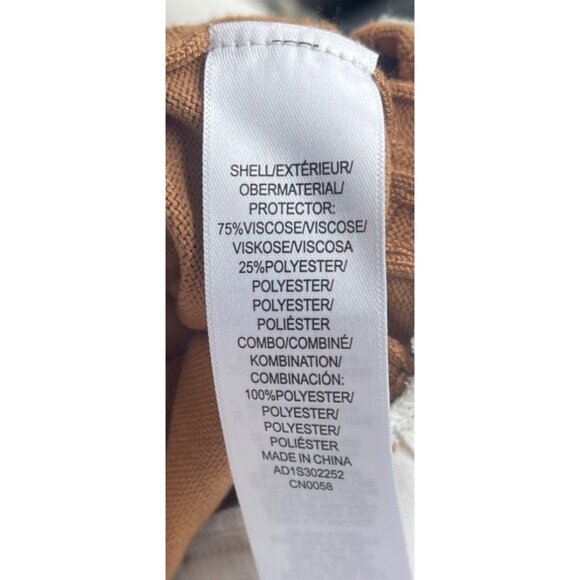 SHELL/EXTÉRIEUR/
OBERMATERIAL/
PROTECTOR:
75%VISCOSE/VISCOSE/
VISKOSE/VISCOSA
25%POLYESTER/
POLYESTER/
POLYESTER/
POLIÉSTER
COMBO/COMBINÉ/
KOMBINATION/
COMBINACIÓN:
100%POLYESTER/
POLYESTER/
POLYESTER/
POLIÉSTER
MADE IN CHINA
AD1S302252
CN0058